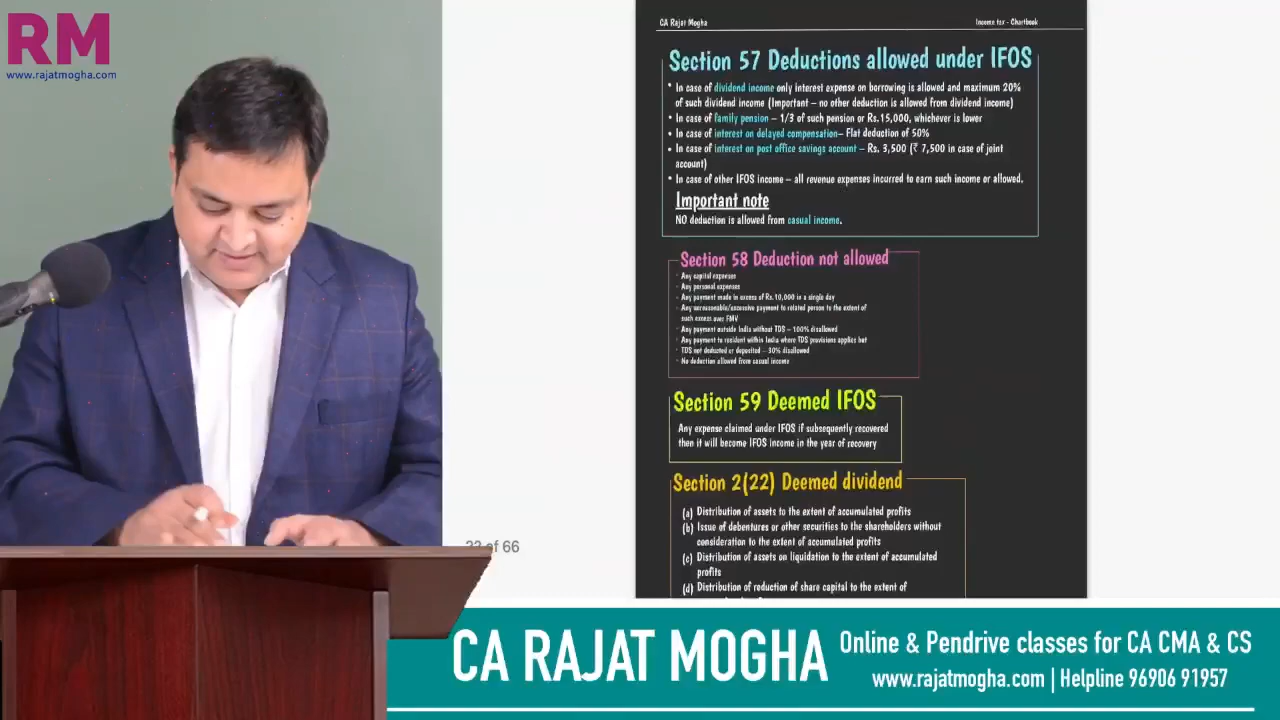 RM
www.rajatmogha.com
CA Rajat Mogha
Income tax - Chartbook
Section 57 Deductions allowed under IFOS
• In case of dividend income only interest expense on borrowing is allowed and maximum 20%
of such dividend income (Important – no other deduction is allowed from dividend income)
• In case of family pension – 1/3 of such pension or Rs.15,000, whichever is lower
• In case of interest on delayed compensation– Flat deduction of 50%
• In case of interest on post office savings account – Rs. 3,500 (₹ 7,500 in case of joint
account)
• In case of other IFOS income – all revenue expenses incurred to earn such income or allowed.
Important note
NO deduction is allowed from casual income.
Section 58 Deduction not allowed
• Any capital expenses
• Any personal expenses
• Any payment made in excess of Rs.10,000 in a single day
• Any unreasonable/excessive payment to related person to the extent of
such excess over FMV
• Any payment outside India without TDS – 100% disallowed
• Any payment to resident within India where TDS provisions applies but
• TDS not deducted or deposited – 30% disallowed
• No deduction allowed from casual income
Section 59 Deemed IFOS
Any expense claimed under IFOS if subsequently recovered
then it will become IFOS income in the year of recovery
Section 2(22) Deemed dividend
(a) Distribution of assets to the extent of accumulated profits
(b) Issue of debentures or other securities to the shareholders without
consideration to the extent of accumulated profits
(c) Distribution of assets on liquidation to the extent of accumulated
profits
(d) Distribution of reduction of share capital to the extent of
of 66
CA RAJAT MOGHA
Online & Pendrive classes for CA CMA & CS
www.rajatmogha.com | Helpline 96906 91957